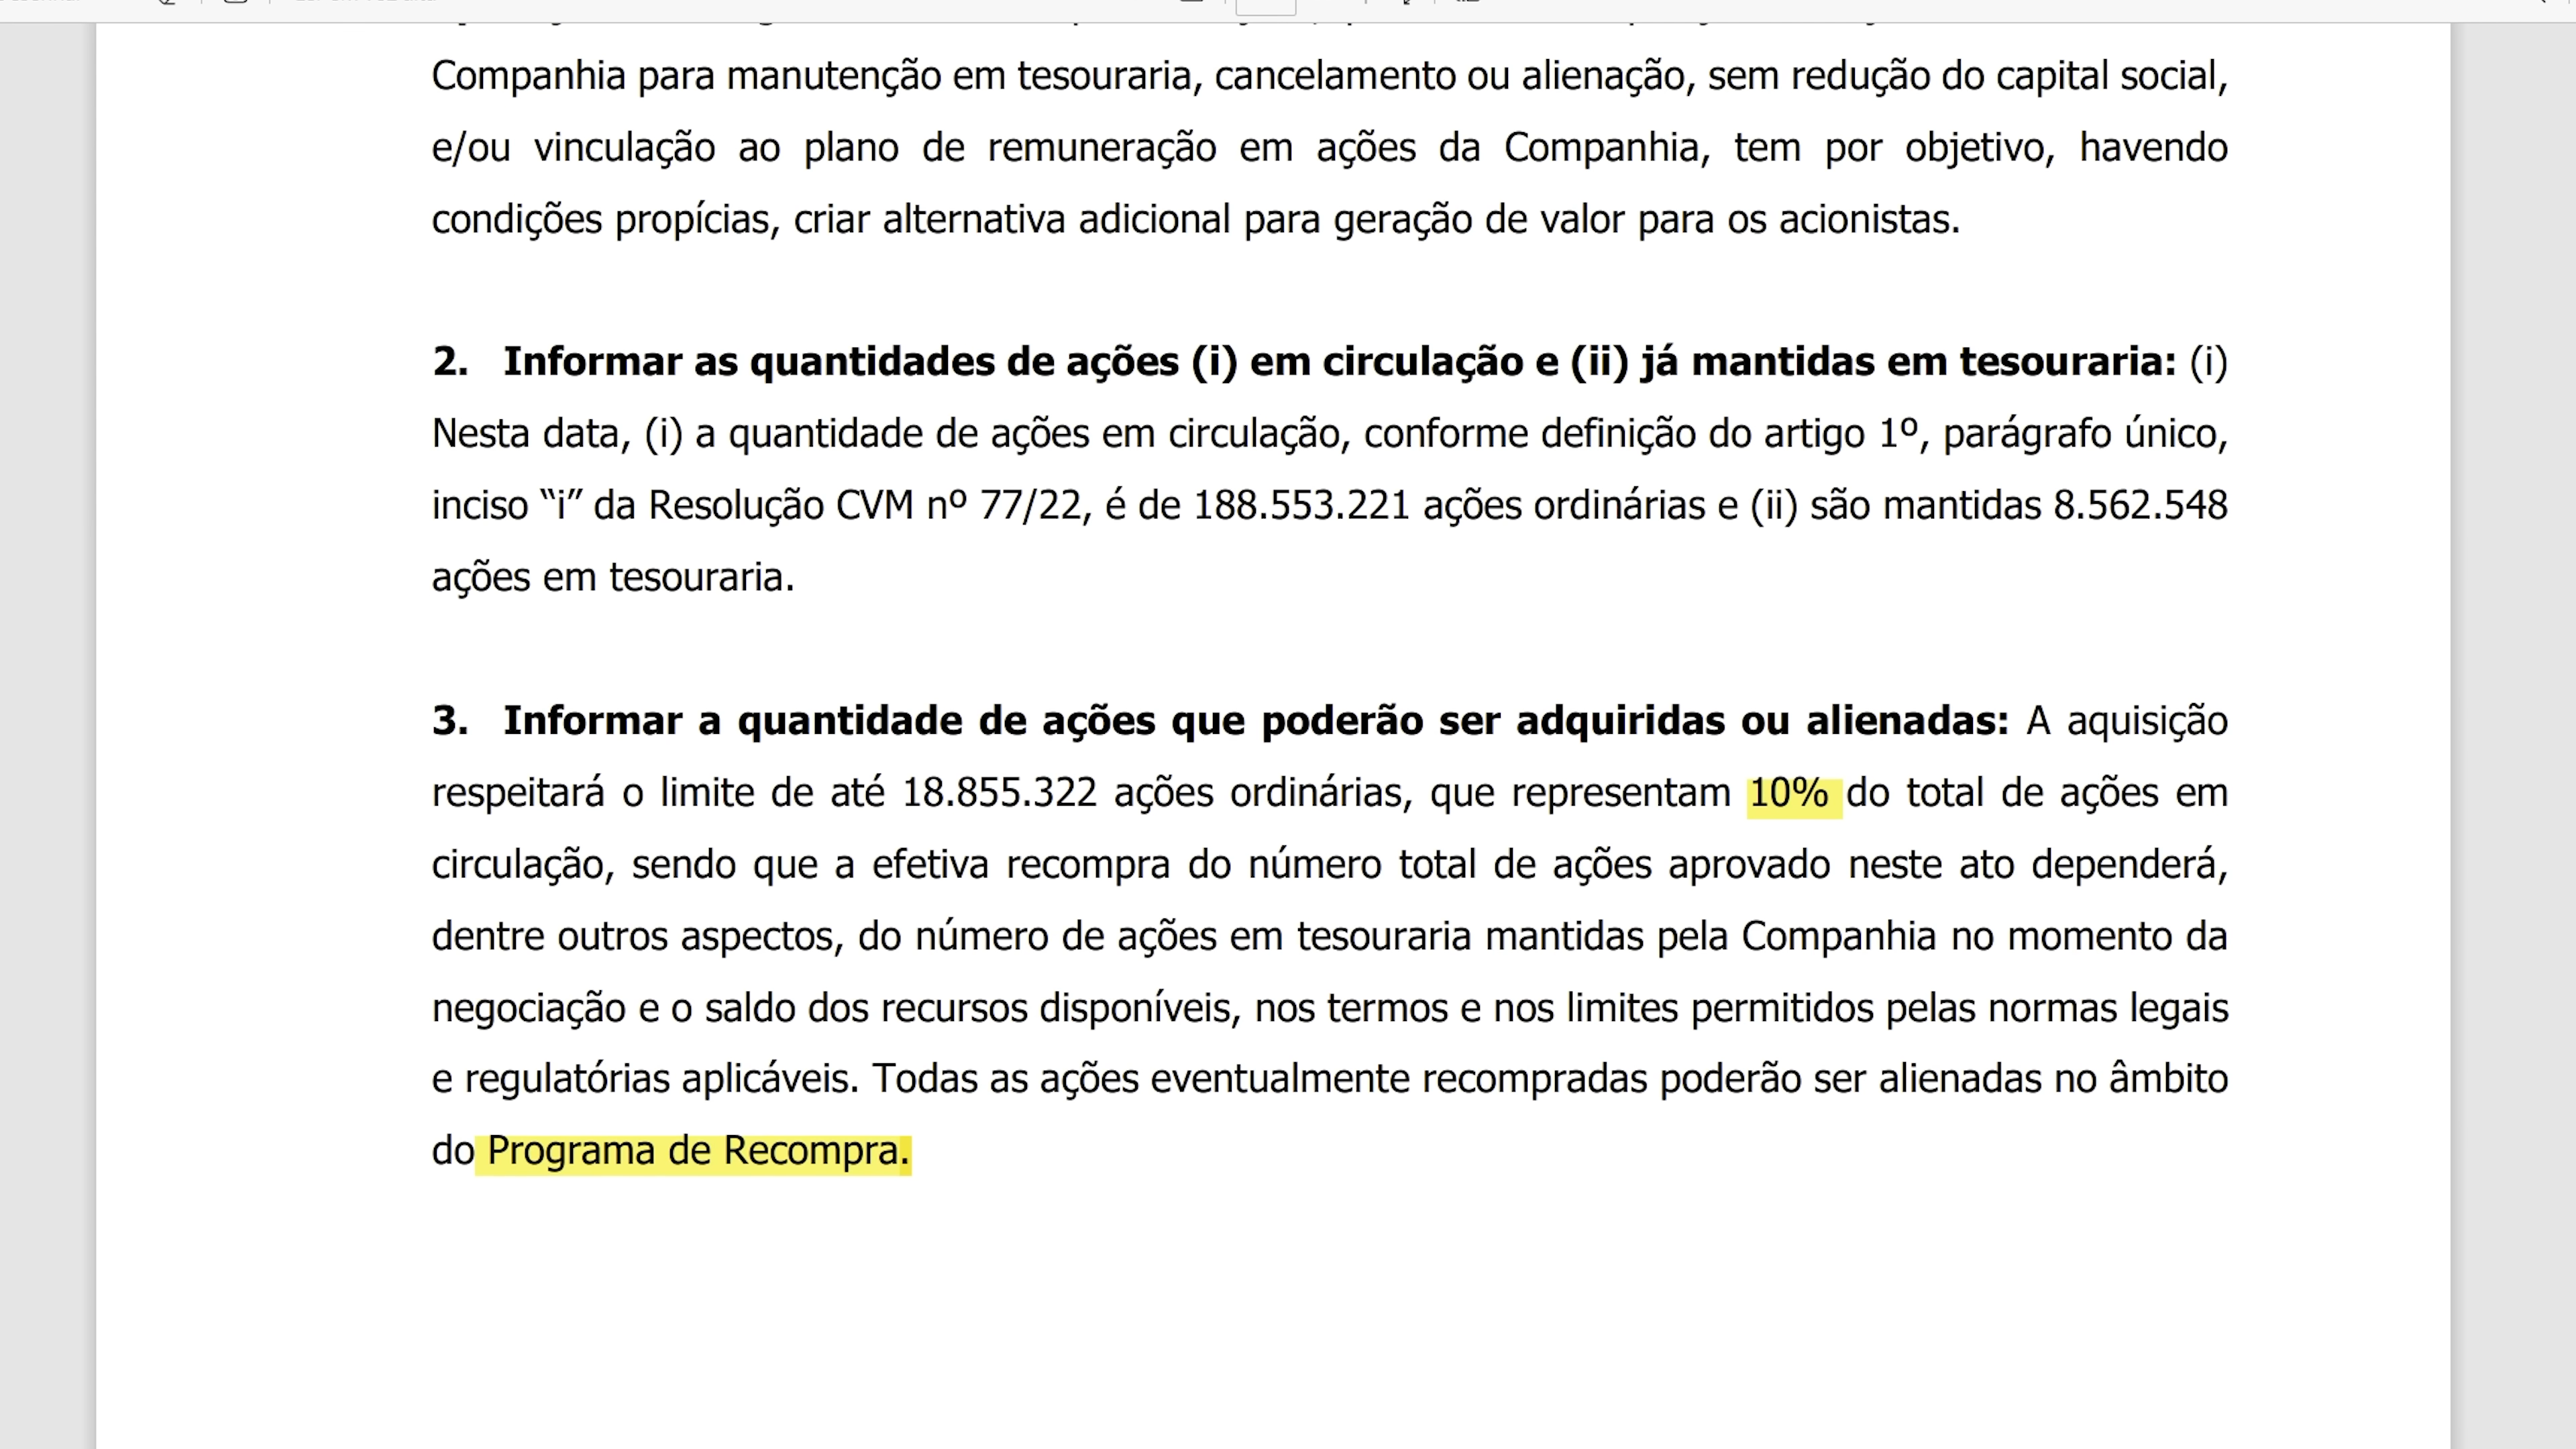 Companhia para manutenção em tesouraria, cancelamento ou alienação, sem redução do capital social,
e/ou vinculação ao plano de remuneração em ações da Companhia, tem por objetivo, havendo
condições propícias, criar alternativa adicional para geração de valor para os acionistas.
2. Informar as quantidades de ações (i) em circulação e (ii) já mantidas em tesouraria: (i)
Nesta data, (i) a quantidade de ações em circulação, conforme definição do artigo 1º, parágrafo único,
inciso “i” da Resolução CVM nº 77/22, é de 188.553.221 ações ordinárias e (ii) são mantidas 8.562.548
ações em tesouraria.
3. Informar a quantidade de ações que poderão ser adquiridas ou alienadas: A aquisição
respeitará o limite de até 18.855.322 ações ordinárias, que representam 10% do total de ações em
circulação, sendo que a efetiva recompra do número total de ações aprovado neste ato dependerá,
dentre outros aspectos, do número de ações em tesouraria mantidas pela Companhia no momento da
negociação e o saldo dos recursos disponíveis, nos termos e nos limites permitidos pelas normas legais
e regulatórias aplicáveis. Todas as ações eventualmente recompradas poderão ser alienadas no âmbito
do Programa de Recompra.